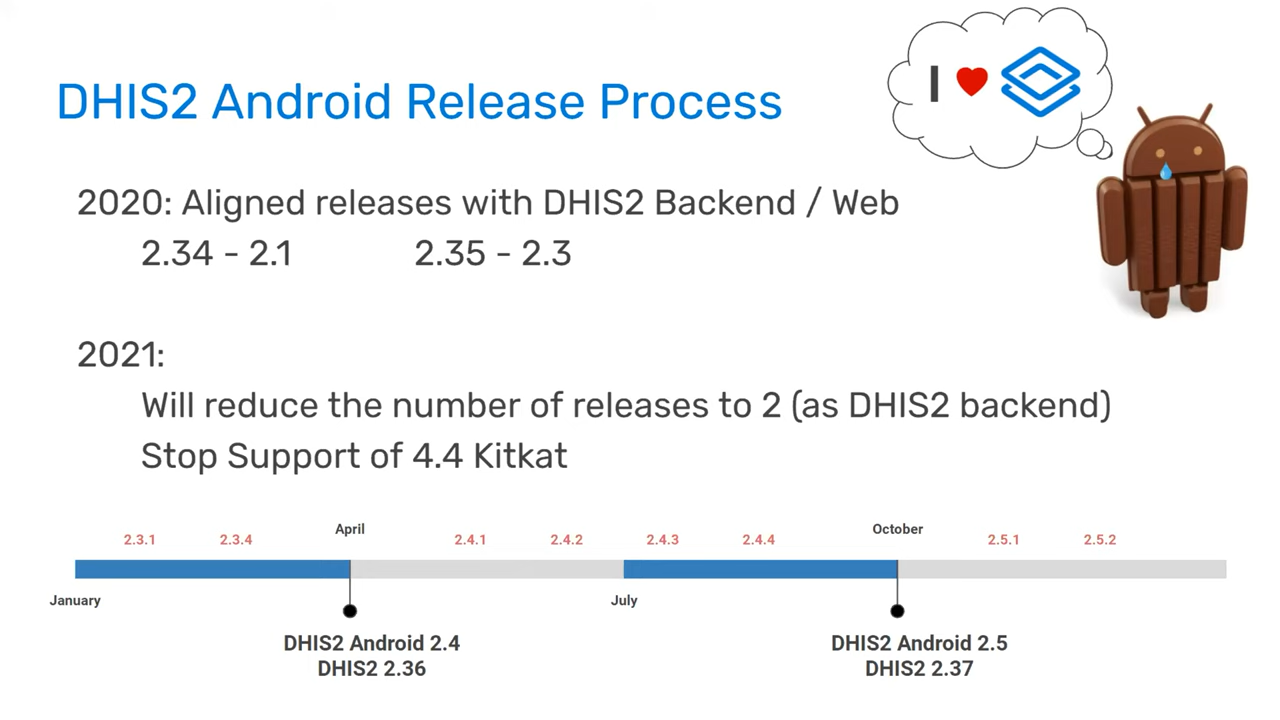 I
DHIS2 Android Release Process
2020: Aligned releases with DHIS2 Backend / Web
2.34 - 2.1 2.35 - 2.3
2021:
Will reduce the number of releases to 2 (as DHIS2 backend)
Stop Support of 4.4 Kitkat
April October
2.3.1 2.3.4 2.4.1 2.4.2 2.4.3 2.4.4 2.5.1 2.5.2
January July
DHIS2 Android 2.4 DHIS2 Android 2.5
DHIS2 2.36 DHIS2 2.37